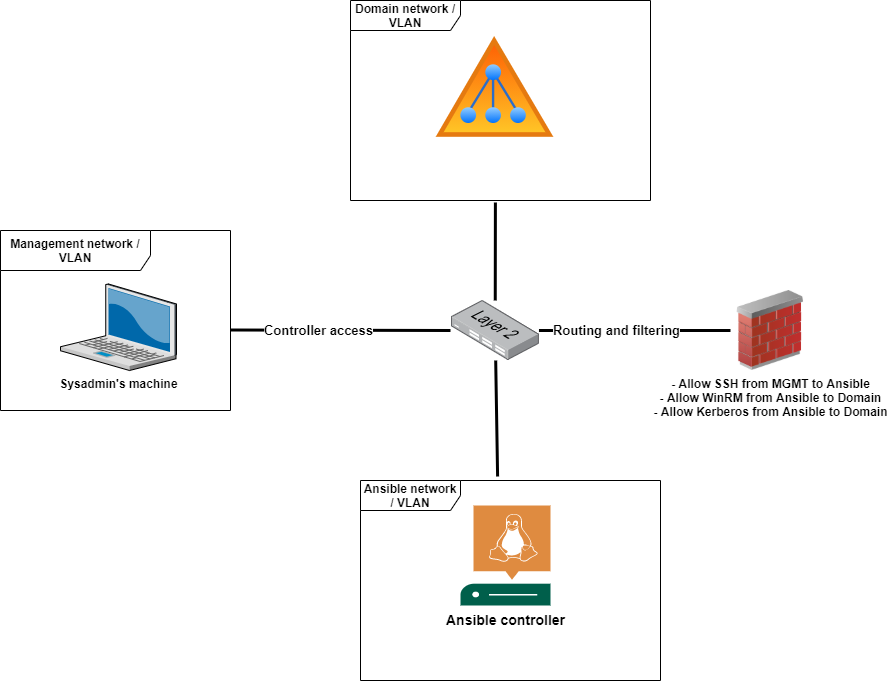 Domain network /
VLAN
Management network /
VLAN
Sysadmin's machine
Controller access
Layer 2
Routing and filtering
- Allow SSH from MGMT to Ansible
- Allow WinRM from Ansible to Domain
- Allow Kerberos from Ansible to Domain
Ansible network
/ VLAN
Ansible controller